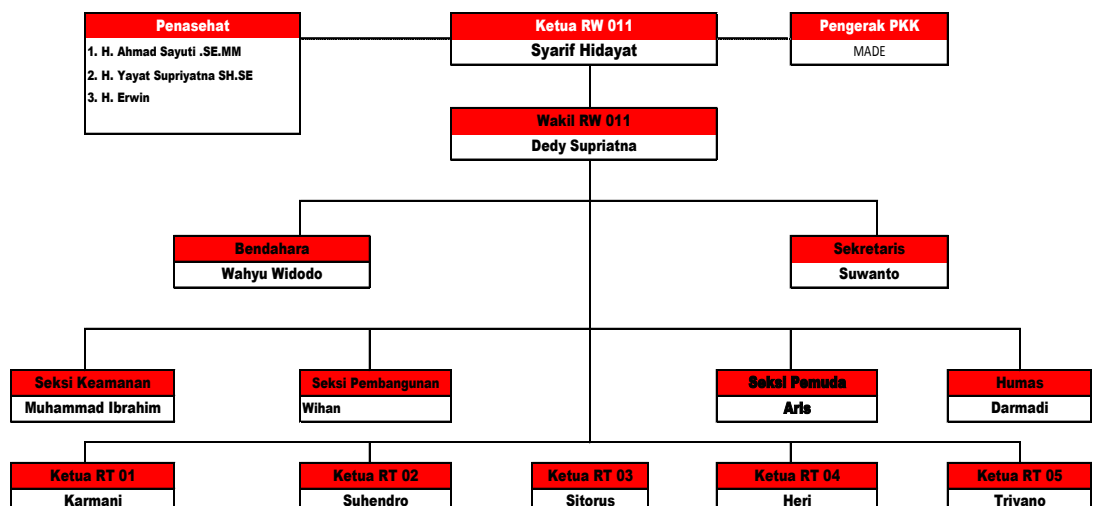 Penasehat
1. H. Ahmad Sayuti .SE.MM
2. H. Yayat Supriyatna SH.SE
3. H. Erwin
Ketua RW 011
Syarif Hidayat
Pengerak PKK
MADE
Wakil RW 011
Dedy Supriatna
Bendahara
Wahyu Widodo
Sekretaris
Suwanto
Seksi Keamanan
Muhammad Ibrahim
Seksi Pembangunan
Wihan
Seksi Pemuda
Aris
Humas
Darmadi
Ketua RT 01
Karmani
Ketua RT 02
Suhendro
Ketua RT 03
Sitorus
Ketua RT 04
Heri
Ketua RT 05
Triyano